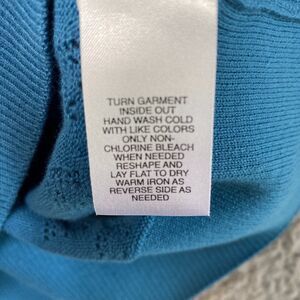 TURN GARMENT
INSIDE OUT
HAND WASH COLD
WITH LIKE COLORS
ONLY NON-
CHLORINE BLEACH
WHEN NEEDED
RESHAPE AND
LAY FLAT TO DRY
WARM IRON AS
REVERSE SIDE AS
NEEDED